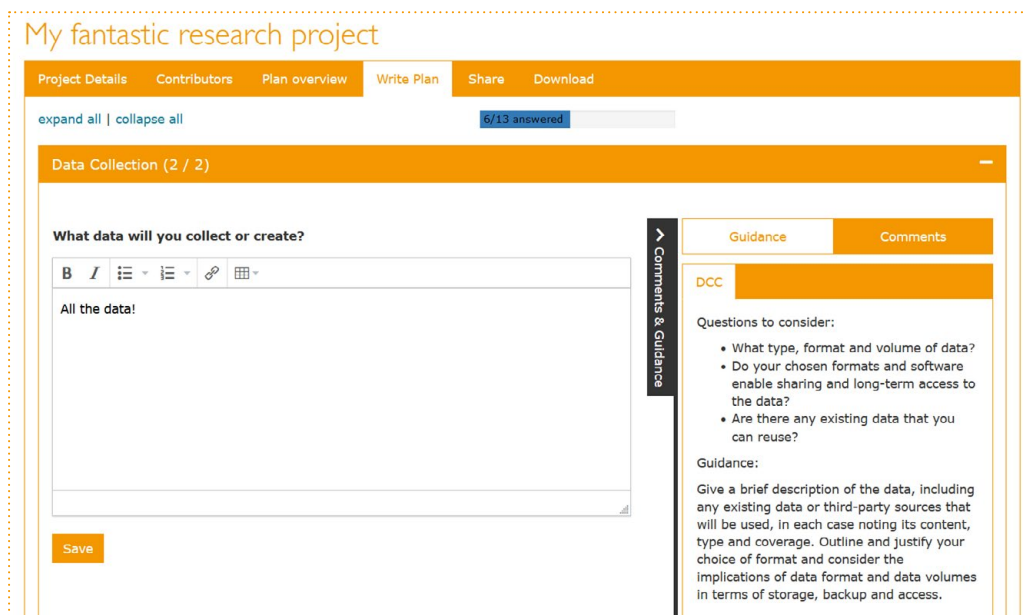 My fantastic research project
Project Details Contributors Plan overview Write Plan Share Download
expand all | collapse all
6/13 answered
Data Collection (2 / 2)
What data will you collect or create?
B I
All the data!
Save
Comments & Guidance
Guidance Comments
DCC
Questions to consider:
• What type, format and volume of data?
• Do your chosen formats and software
enable sharing and long-term access to
the data?
• Are there any existing data that you
can reuse?
Guidance:
Give a brief description of the data, including
any existing data or third-party sources that
will be used, in each case noting its content,
type and coverage. Outline and justify your
choice of format and consider the
implications of data format and data volumes
in terms of storage, backup and access.